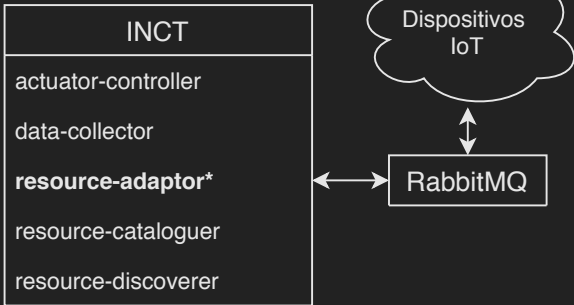 INCT
actuator-controller
data-collector
resource-adaptor*
resource-cataloguer
resource-discoverer
Dispositivos
IoT
RabbitMQ